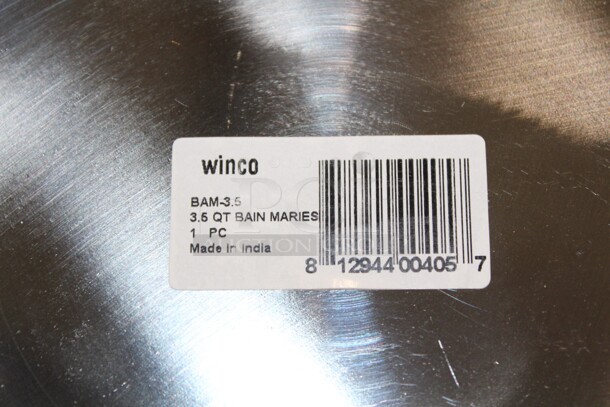 winco
BAM-3.5
3.5 QT BAIN MARIES
1 PC
Made in India
8 12944 00405 7